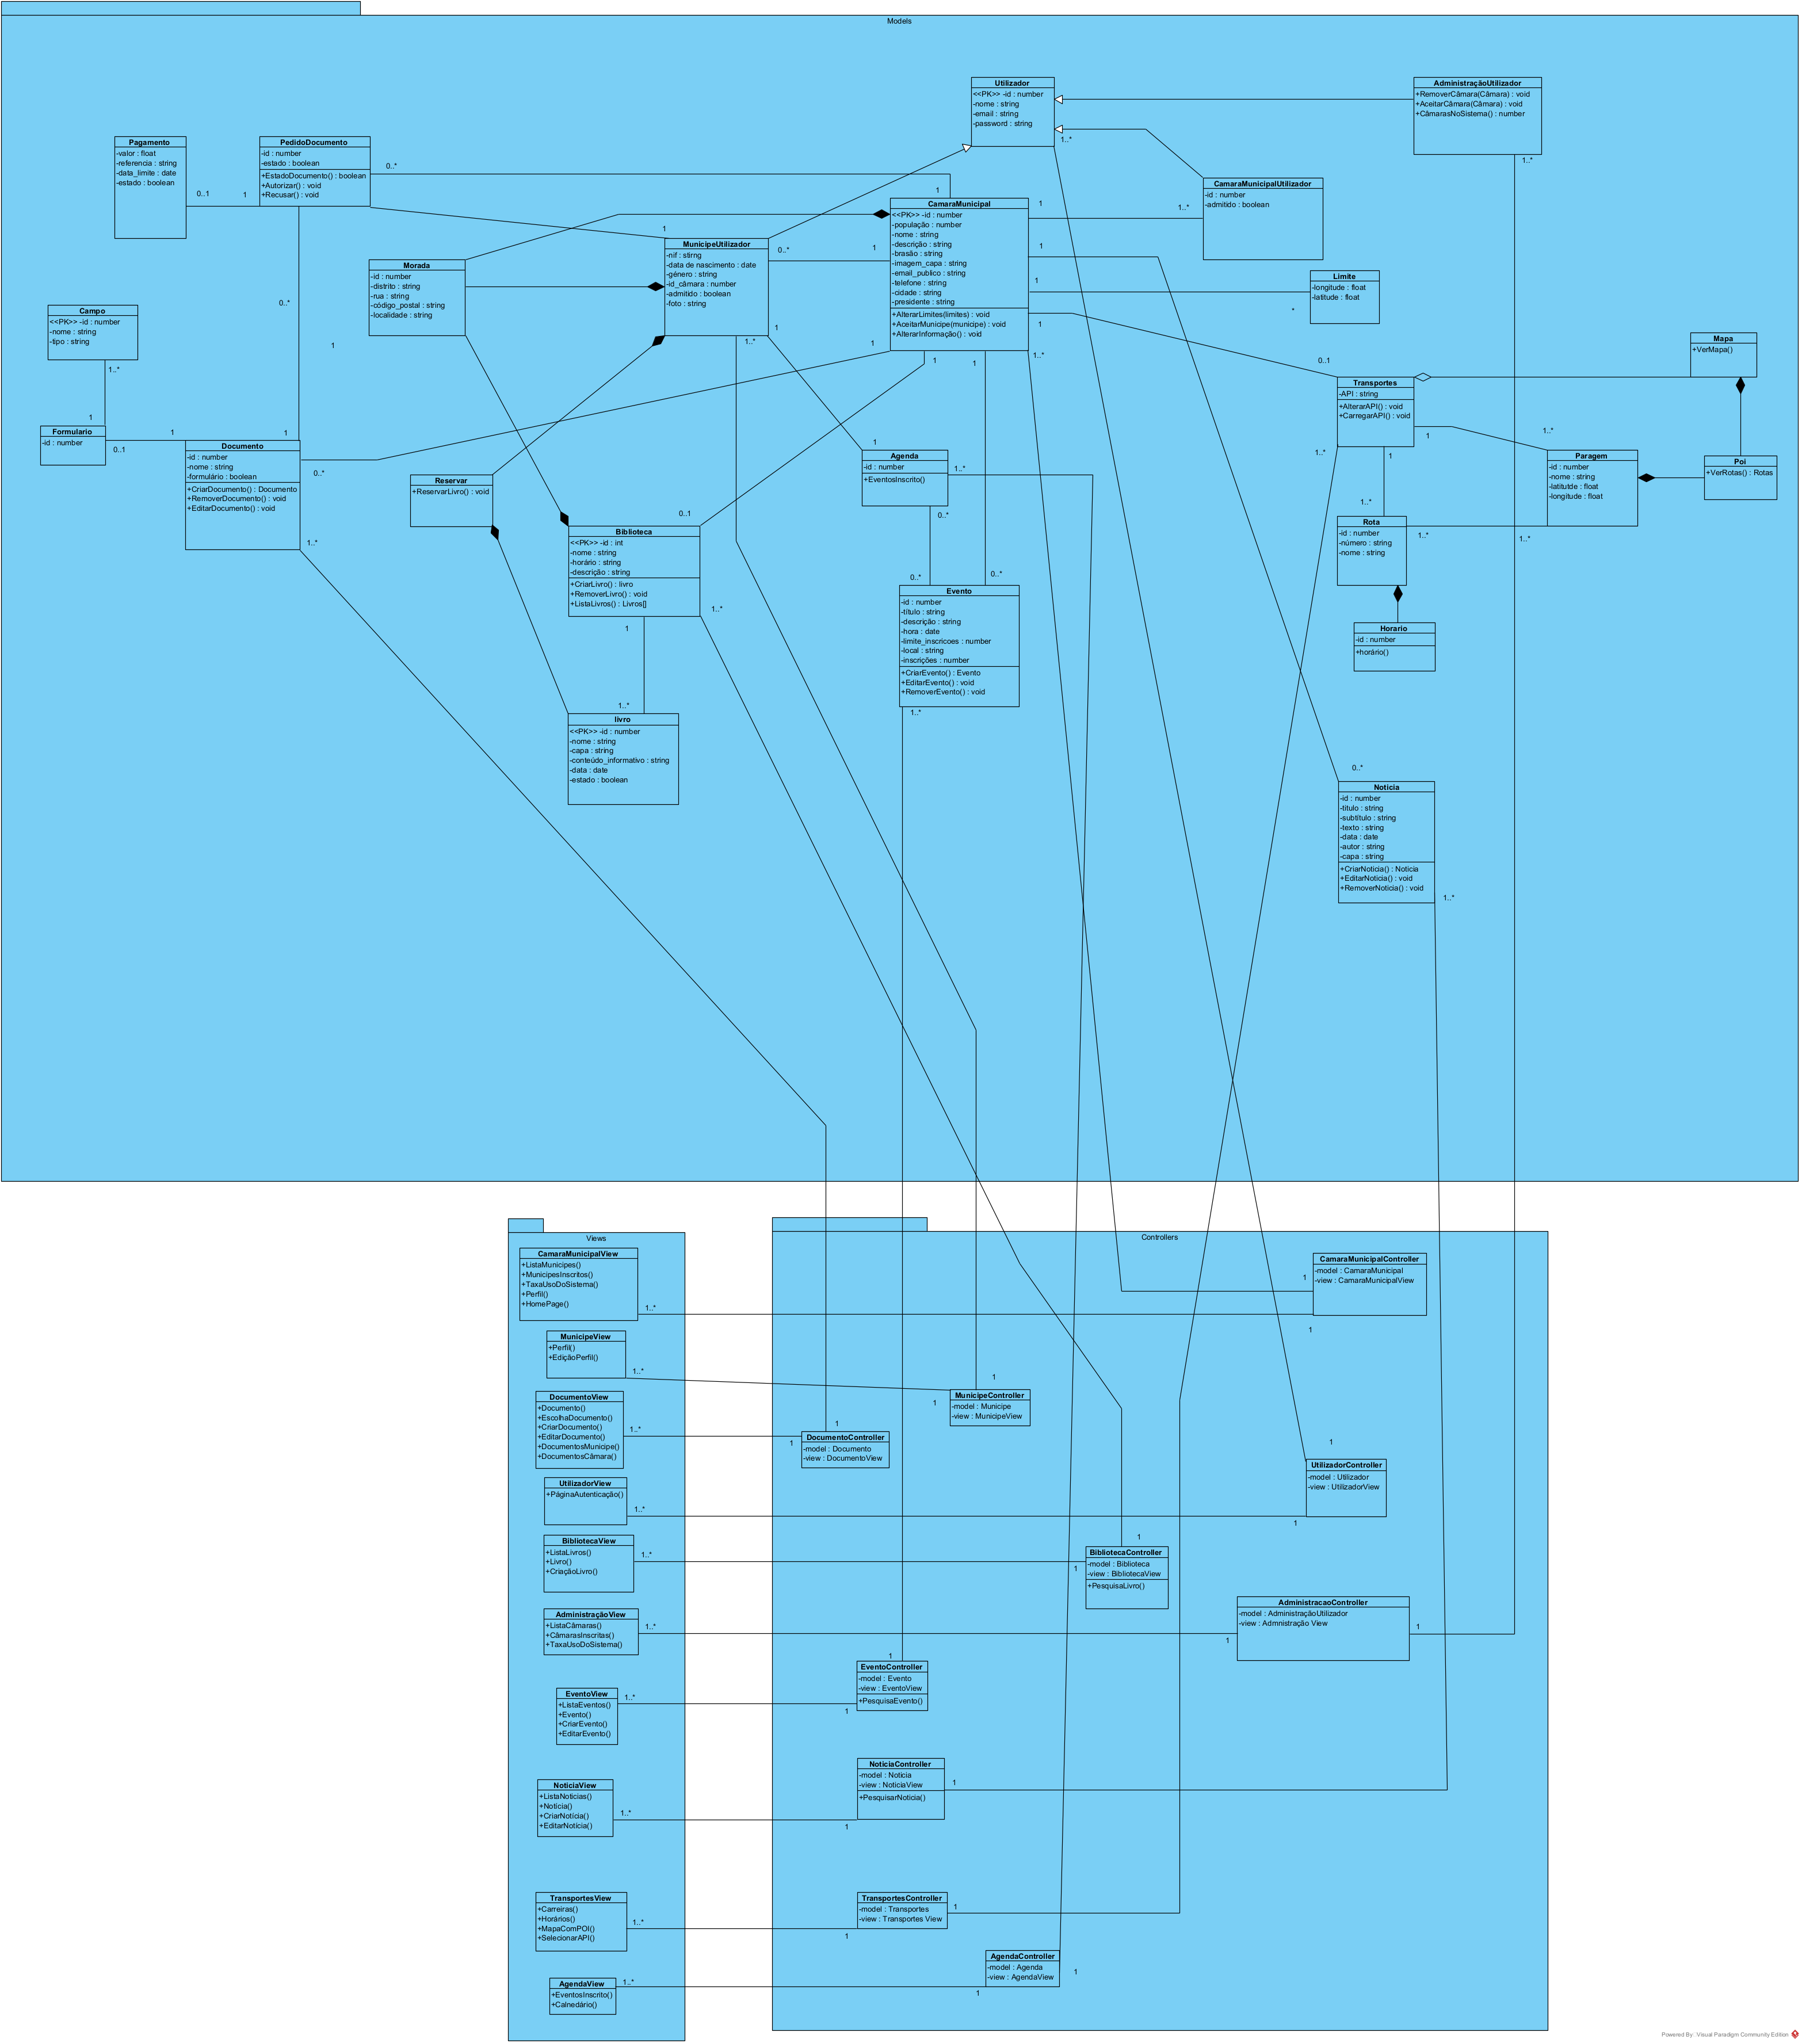 Models
Utilizador
<<PK>> -id : number
-nome : string
-email : string
-password : string
1..*
AdministraçãoUtilizador
+RemoverCâmara(Câmara) : void
+AceitarCâmara(Câmara) : void
+CâmarasNoSistema() : number
1..*
Pagamento
-valor : float
-referencia : string
-data_limite : date
-estado : boolean
0..1
1
PedidoDocumento
-id : number
-estado : boolean
+EstadoDocumento() : boolean
+Autorizar() : void
+Recusar() : void
0..*
1
1
0..*
1
1
CamaraMunicipalUtilizador
-id : number
-admitido : boolean
1
1..*
CamaraMunicipal
<<PK>> -id : number
-população : number
-nome : string
-descrição : string
-brasão : string
-imagem_capa : string
-email_publico : string
-telefone : string
-cidade : string
-presidente : string
+AlterarLimites(limites) : void
+AceitarMunicipe(municipe) : void
+AlterarInformação() : void
1
1
1
1
1
1
1
1..*
MunicipeUtilizador
-nif : stirng
-data de nascimento : date
-género : string
-id_câmara : number
-admitido : boolean
-foto : string
0..*
1
1..*
Morada
-id : number
-distrito : string
-rua : string
-código_postal : string
-localidade : string
Limite
-longitude : float
-latitude : float
*
Campo
<<PK>> -id : number
-nome : string
-tipo : string
1..*
1
Formulario
-id : number
0..1
1
Mapa
+VerMapa()
Transportes
-API : string
+AlterarAPI() : void
+CarregarAPI() : void
0..1
1
1..*
1
1..*
Documento
-id : number
-nome : string
-formulário : boolean
+CriarDocumento() : Documento
+RemoverDocumento() : void
+EditarDocumento() : void
0..*
1..*
Agenda
-id : number
+EventosInscrito()
1
1..*
0..*
Paragem
-id : number
-nome : string
-latitutde : float
-longitude : float
1..*
Poi
+VerRotas() : Rotas
Reservar
+ReservarLivro() : void
Rota
-id : number
-número : string
-nome : string
1..*
Biblioteca
<<PK>> -id : int
-nome : string
-horário : string
-descrição : string
+CriarLivro() : livro
+RemoverLivro() : void
+ListaLivros() : Livros[]
0..1
1..*
1
1..*
Evento
-id : number
-título : string
-descrição : string
-hora : date
-limite_inscricoes : number
-local : string
-inscrições : number
+CriarEvento() : Evento
+EditarEvento() : void
+RemoverEvento() : void
0..*
0..*
1..*
Horario
-id : number
+horário()
livro
<<PK>> -id : number
-nome : string
-capa : string
-conteúdo_informativo : string
-data : date
-estado : boolean
0..*
Noticia
-id : number
-titulo : string
-subtítulo : string
-texto : string
-data : date
-autor : string
-capa : string
+CriarNoticia() : Noticia
+EditarNoticia() : void
+RemoverNoticia() : void
1..*
Views
CamaraMunicipalView
+ListaMunicipes()
+MunicipesInscritos()
+TaxaUsoDoSistema()
+Perfil()
+HomePage()
1..*
MunicipeView
+Perfil()
+EdiçãoPerfil()
1..*
DocumentoView
+Documento()
+EscolhaDocumento()
+CriarDocumento()
+EditarDocumento()
+DocumentosMunicipe()
+DocumentosCâmara()
1..*
UtilizadorView
+PáginaAutenticação()
1..*
BibliotecaView
+ListaLivros()
+Livro()
+CriaçãoLivro()
1..*
AdministraçãoView
+ListaCâmaras()
+CâmarasInscritas()
+TaxaUsoDoSistema()
1..*
EventoView
+ListaEventos()
+Evento()
+CriarEvento()
+EditarEvento()
1..*
NoticiaView
+ListaNoticias()
+Notícia()
+CriarNotícia()
+EditarNotícia()
1..*
TransportesView
+Carreiras()
+Horários()
+MapaComPOI()
+SelecionarAPI()
1..*
AgendaView
+EventosInscrito()
+Calnedário()
1..*
Controllers
CamaraMunicipalController
-model : CamaraMunicipal
-view : CamaraMunicipalView
1
1
MunicipeController
-model : Municipe
-view : MunicipeView
1
1
DocumentoController
-model : Documento
-view : DocumentoView
1
1
UtilizadorController
-model : Utilizador
-view : UtilizadorView
1
1
BibliotecaController
-model : Biblioteca
-view : BibliotecaView
+PesquisaLivro()
1
1
AdministracaoController
-model : AdministraçãoUtilizador
-view : Admnistração View
1
1
EventoController
-model : Evento
-view : EventoView
+PesquisaEvento()
1
1
NoticiaController
-model : Noticia
-view : NoticiaView
+PesquisarNoticia()
1
1
TransportesController
-model : Transportes
-view : Transportes View
1
1
AgendaController
-model : Agenda
-view : AgendaView
1
1
Powered By: Visual Paradigm Community Edition